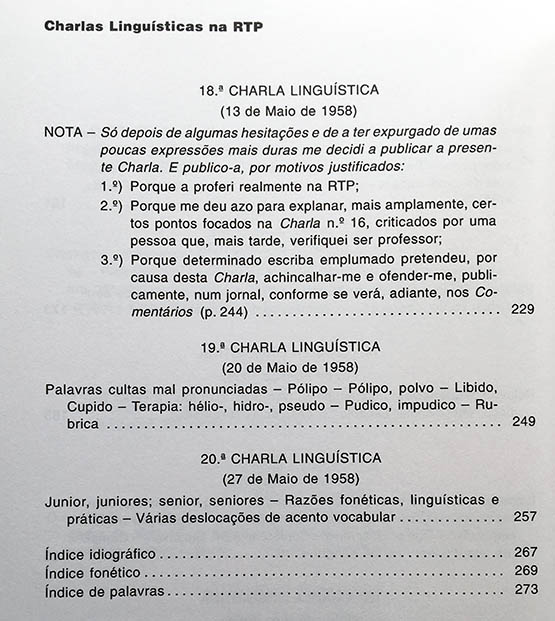 Charlas Linguísticas na RTP
18.ª CHARLA LINGUÍSTICA
(13 de Maio de 1958)
NOTA – Só depois de algumas hesitações e de a ter expurgado de umas
poucas expressões mais duras me decidi a publicar a presen-
te Charla. E publico-a, por motivos justificados:
1.º) Porque a proferi realmente na RTP;
2.º) Porque me deu azo para explanar, mais amplamente, cer-
tos pontos focados na Charla n.º 16, criticados por uma
pessoa que, mais tarde, verifiquei ser professor;
3.º) Porque determinado escriba emplumado pretendeu, por
causa desta Charla, achincalhar-me e ofender-me, publi-
camente, num jornal, conforme se verá, adiante, nos Co-
mentários (p. 244) ................................ 229
19.ª CHARLA LINGUÍSTICA
(20 de Maio de 1958)
Palavras cultas mal pronunciadas – Pólipo – Pólipo, polvo – Libido,
Cupido – Terapia: hélio-, hidro-, pseudo – Pudico, impudico – Ru-
brica ................................ 249
20.ª CHARLA LINGUÍSTICA
(27 de Maio de 1958)
Junior, juniores; senior, seniores – Razões fonéticas, linguísticas e
práticas – Várias deslocações de acento vocabular ............. 257
Índice idiográfico ................................ 267
Índice fonético ................................ 269
Índice de palavras ................................ 273